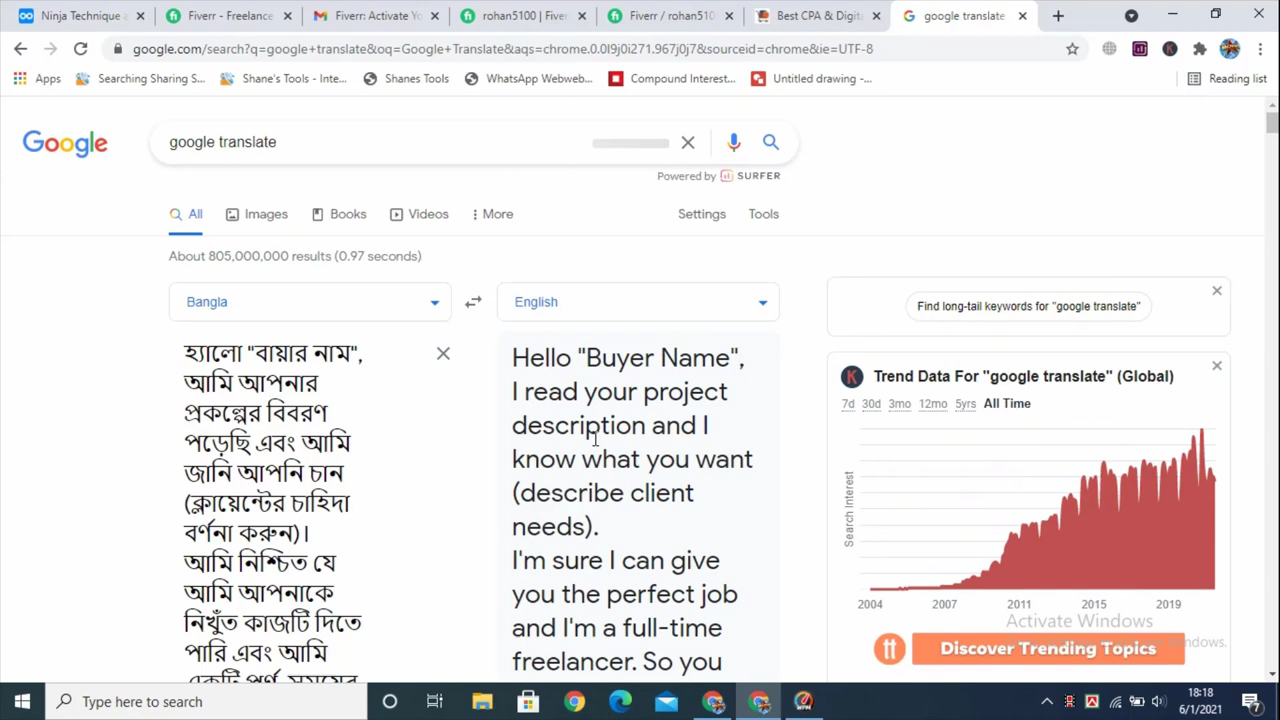 Ninja Technique a
Fiverr - Freelance
Fiverr: Activate Yo
rohan5100 | Fiver
Fiverr / rohan510
Best CPA & Digita
google translate
google.com/search?q=google+translate&oq=Google+Translate&aqs=chrome.0.0l9j0i271.967j0j7&sourceid=chrome&ie=UTF-8
Apps
Searching Sharing S...
Shane's Tools - Inte...
Shanes Tools
WhatsApp Webweb...
Compound Interest...
Untitled drawing -...
Reading list
Google
google translate
Powered by SURFER
All
Images
Books
Videos
More
Settings
Tools
About 805,000,000 results (0.97 seconds)
Bangla
English
Find long-tail keywords for "google translate"
হ্যালো "বায়ার নাম",
আমি আপনার
প্রকল্পের বিবরণ
পড়েছি এবং আমি
জানি আপনি চান
(ক্লায়েন্টের চাহিদা
বর্ণনা করুন)।
আমি নিশ্চিত যে
আমি আপনাকে
নিখুঁত কাজটি দিতে
পারি এবং আমি
একটি পূর্ণ সময়ের
Hello "Buyer Name",
I read your project
description and I
know what you want
(describe client
needs).
I'm sure I can give
you the perfect job
and I'm a full-time
freelancer. So you
Trend Data For "google translate" (Global)
7d 30d 3mo 12mo 5yrs All Time
Search Interest
2004 2007 2011 2015 2019
Activate Windows
Discover Trending Topics
Type here to search
18:18
6/1/2021
7